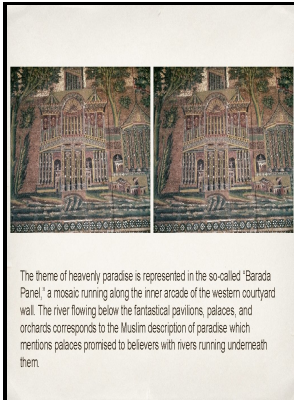 The theme of heavenly paradise is represented in the so-called "Barada
Panel," a mosaic running along the inner arcade of the western courtyard
wall. The river flowing below the fantastical pavilions, palaces, and
orchards corresponds to the Muslim description of paradise which
mentions palaces promised to believers with rivers running underneath
them.